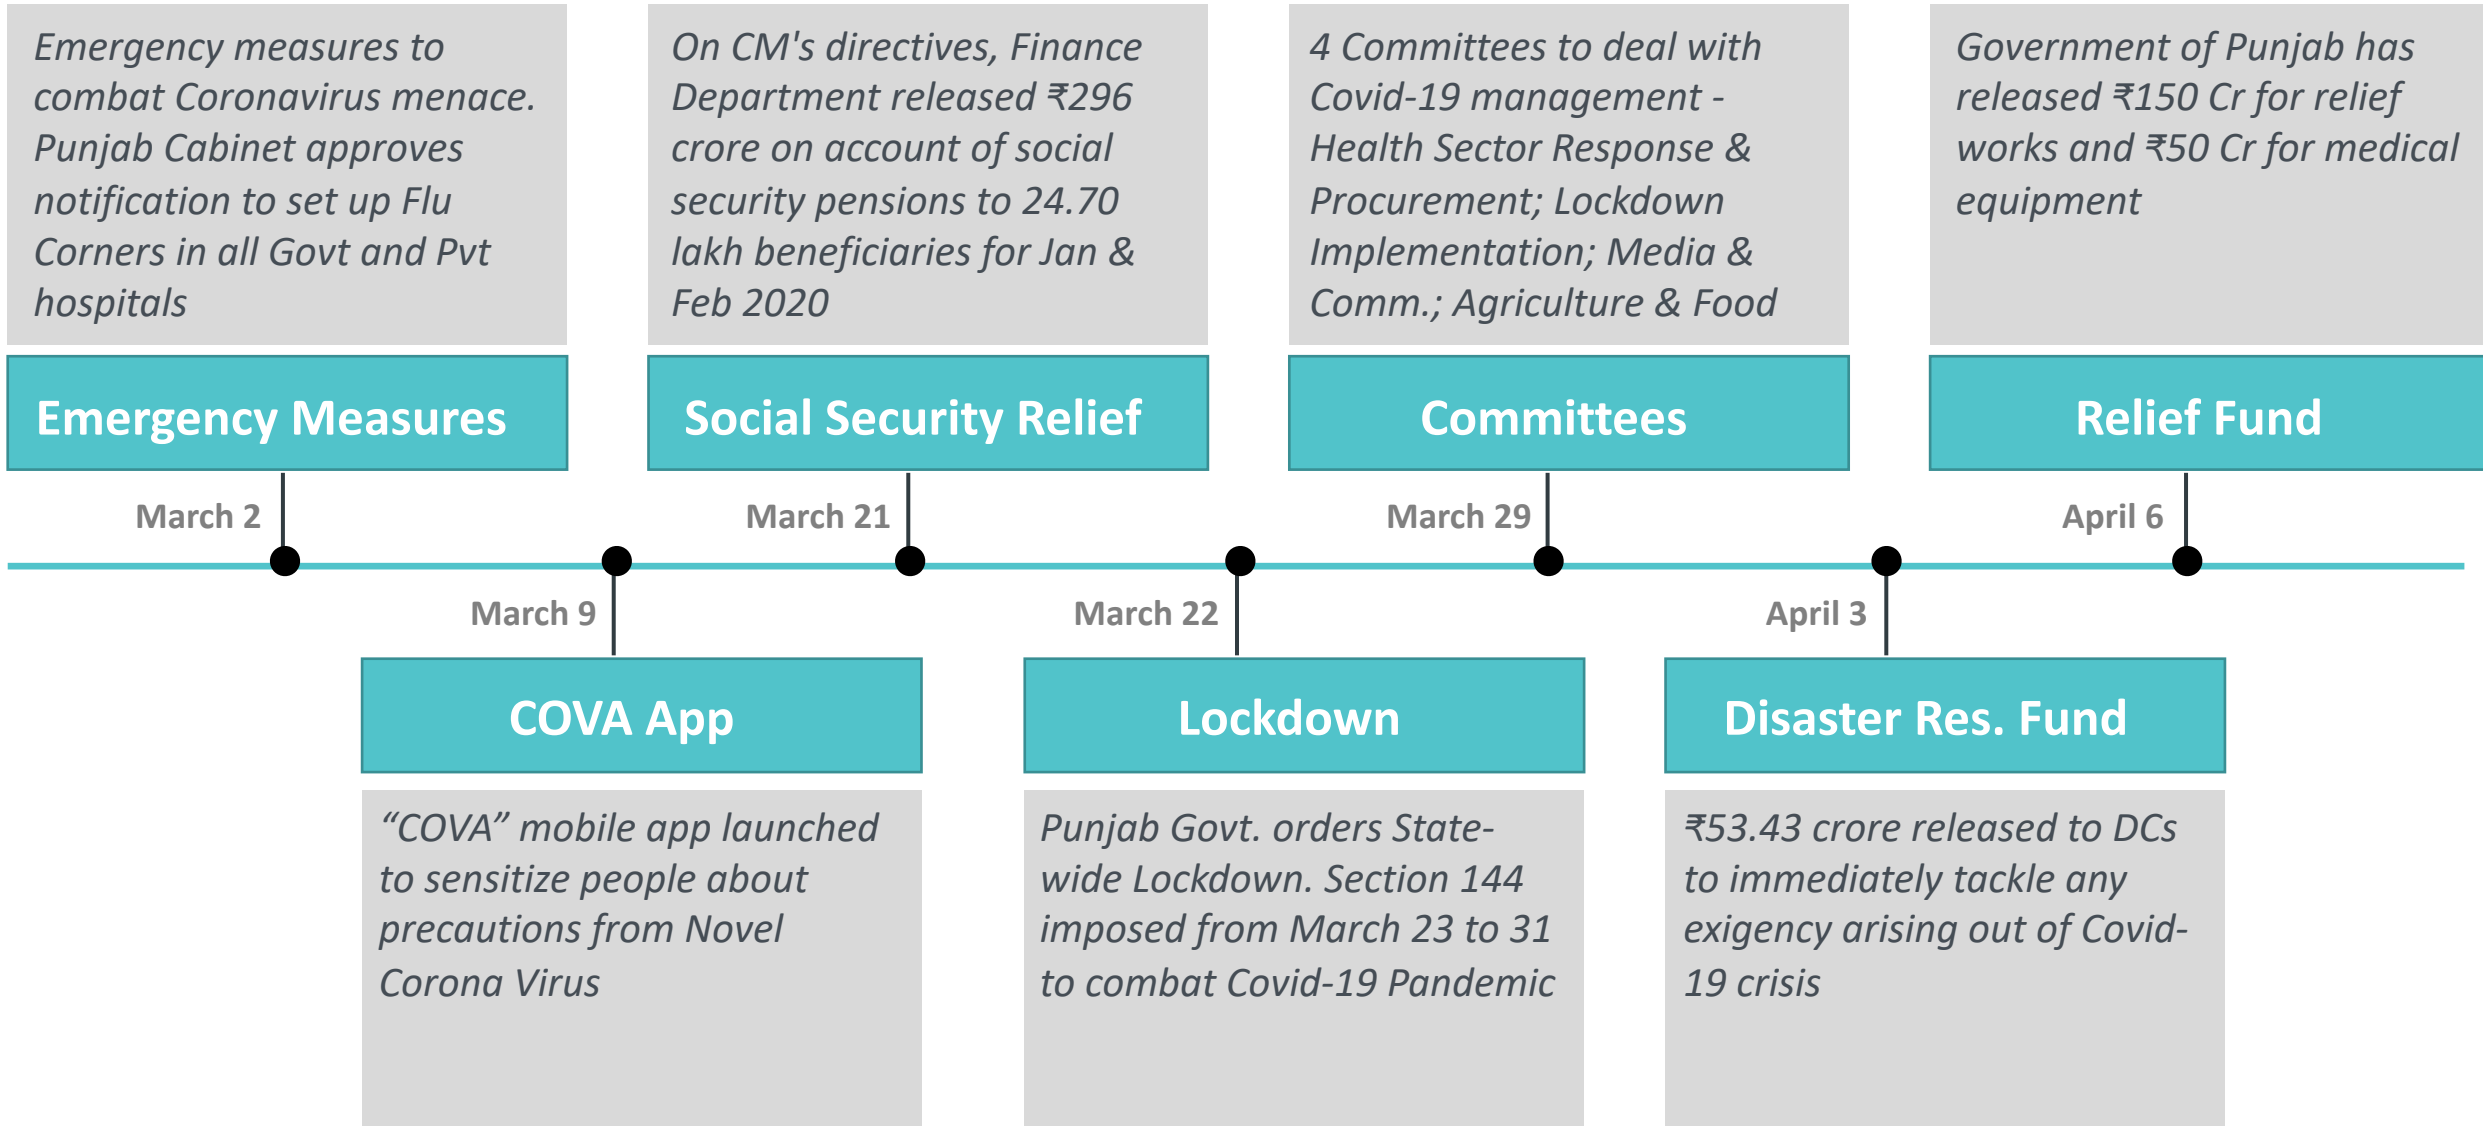 Emergency measures to
combat Coronavirus menace.
Punjab Cabinet approves
notification to set up Flu
Corners in all Govt and Pvt
hospitals
Emergency Measures
March 2
On CM's directives, Finance
Department released ₹296
crore on account of social
security pensions to 24.70
lakh beneficiaries for Jan &
Feb 2020
Social Security Relief
March 21
4 Committees to deal with
Covid-19 management -
Health Sector Response &
Procurement; Lockdown
Implementation; Media &
Comm.; Agriculture & Food
Committees
March 29
Government of Punjab has
released ₹150 Cr for relief
works and ₹50 Cr for medical
equipment
Relief Fund
April 6
March 9
COVA App
“COVA” mobile app launched
to sensitize people about
precautions from Novel
Corona Virus
March 22
Lockdown
Punjab Govt. orders State-
wide Lockdown. Section 144
imposed from March 23 to 31
to combat Covid-19 Pandemic
April 3
Disaster Res. Fund
₹53.43 crore released to DCs
to immediately tackle any
exigency arising out of Covid-
19 crisis